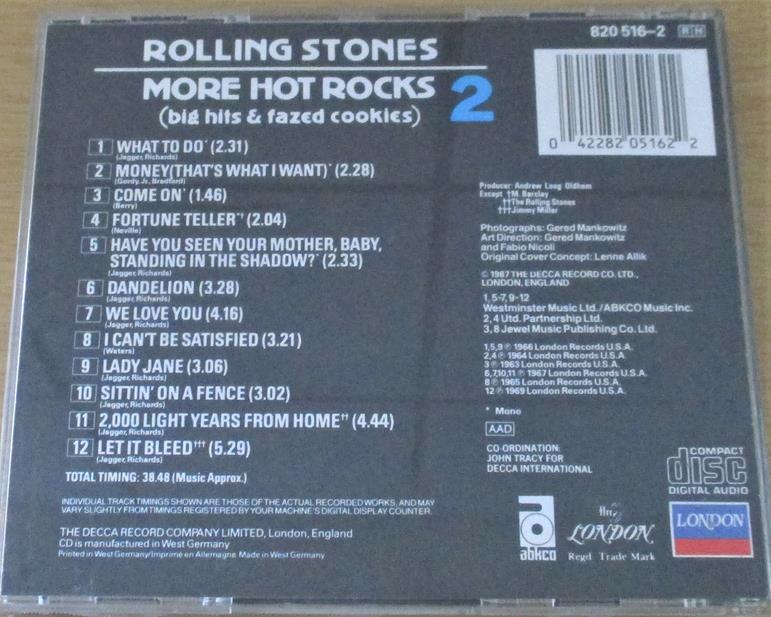 ROLLING STONES
MORE HOT ROCKS 2
(big hits & fazed cookies)
820 516-2
0 42282 05162 2
1 WHAT TO DO* (2.31)
(Jagger, Richards)
2 MONEY(THAT'S WHAT I WANT)* (2.28)
(Gordy, Jr., Bradford)
3 COME ON* (1.46)
(Berry)
4 FORTUNE TELLER*† (2.04)
(Neville)
5 HAVE YOU SEEN YOUR MOTHER, BABY,
STANDING IN THE SHADOW?* (2.33)
(Jagger, Richards)
6 DANDELION (3.28)
(Jagger, Richards)
7 WE LOVE YOU (4.16)
(Jagger, Richards)
8 I CAN'T BE SATISFIED (3.21)
(Waters)
9 LADY JANE (3.06)
(Jagger, Richards)
10 SITTIN' ON A FENCE (3.02)
(Jagger, Richards)
11 2,000 LIGHT YEARS FROM HOME†† (4.44)
(Jagger, Richards)
12 LET IT BLEED††† (5.29)
(Jagger, Richards)
TOTAL TIMING: 38.48 (Music Approx.)
INDIVIDUAL TRACK TIMINGS SHOWN ARE THOSE OF THE ACTUAL RECORDED WORKS, AND MAY
VARY SLIGHTLY FROM TIMINGS REGISTERED BY YOUR MACHINE'S DIGITAL DISPLAY COUNTER.
THE DECCA RECORD COMPANY LIMITED, London, England
CD is manufactured in West Germany
Printed in West Germany/Imprimé en Allemagne Made in West Germany
Producer: Andrew Loog Oldham
Except †M. Barclay
††The Rolling Stones
†††Jimmy Miller
Photographs: Gered Mankowitz
Art Direction: Gered Mankowitz
and Fabio Nicoli
Original Cover Concept: Lenne Allik
© 1987 THE DECCA RECORD CO. LTD.,
LONDON, ENGLAND
1, 5-7, 9-12
Westminster Music Ltd./ABKCO Music Inc.
2, 4 Utd. Partnership Ltd.
3, 8 Jewel Music Publishing Co. Ltd.
1,5,9 ℗ 1966 London Records U.S.A.
2,4 ℗ 1964 London Records U.S.A.
3 ℗ 1963 London Records U.S.A.
6,7,10,11 ℗ 1967 London Records U.S.A.
8 ℗ 1965 London Records U.S.A.
12 ℗ 1969 London Records U.S.A.
* Mono
AAD
CO-ORDINATION:
JOHN TRACY FOR
DECCA INTERNATIONAL
COMPACT
disc
DIGITAL AUDIO
abkco
LONDON
Regd Trade Mark
LONDON